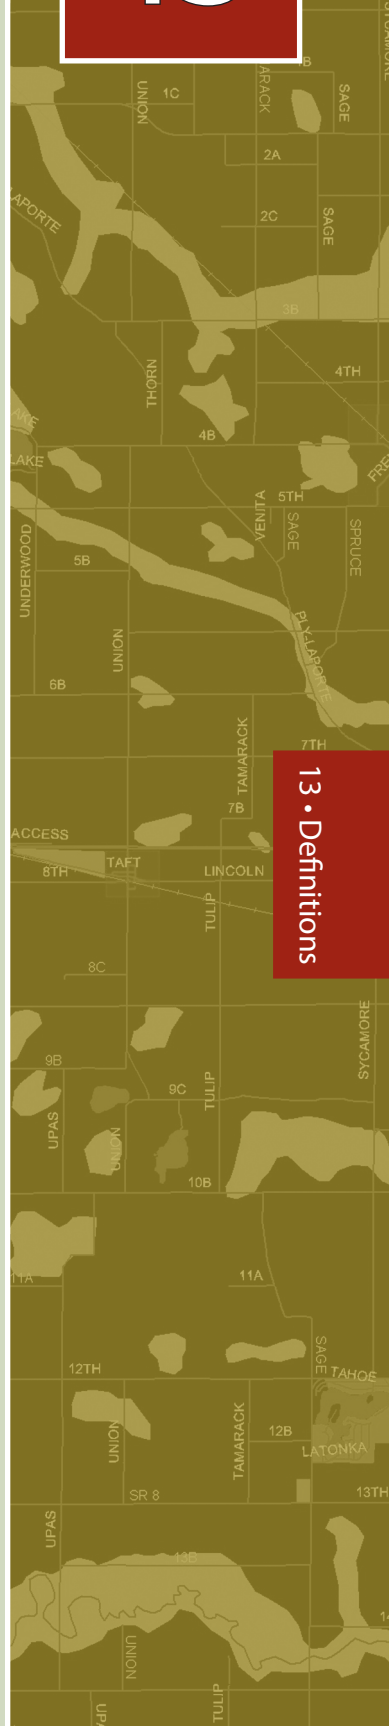 1C
UNION
SAGE
2A
2C
SAGE
LAPORTE
3B
THORN
4TH
4B
LAKE
5TH
VENITA
SAGE
SPRUCE
UNDERWOOD
5B
UNION
PLY-LAPORTE
6B
7TH
TAMARACK
7B
13 • Definitions
ACCESS
TAFT
8TH
LINCOLN
TULIP
8C
SYCAMORE
9B
9C
TULIP
UPAS
UNION
10B
11A
11A
12TH
SAGE
TAHOE
UNION
TAMARACK
12B
LATONKA
SR 8
13TH
UPAS
13B
UNION
TULIP